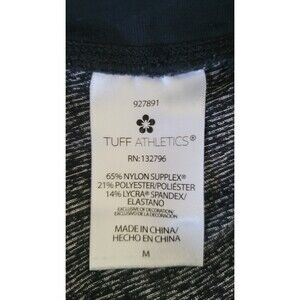 927891
TUFF ATHLETICS®
RN:132796
65% NYLON SUPPLEX®
21% POLYESTER/POLIÉSTER
14% LYCRA® SPANDEX/
ELASTANO
EXCLUSIVE OF DECORATION/
EXCLUSIVO DE LA DECORACIÓN
MADE IN CHINA/
HECHO EN CHINA
M